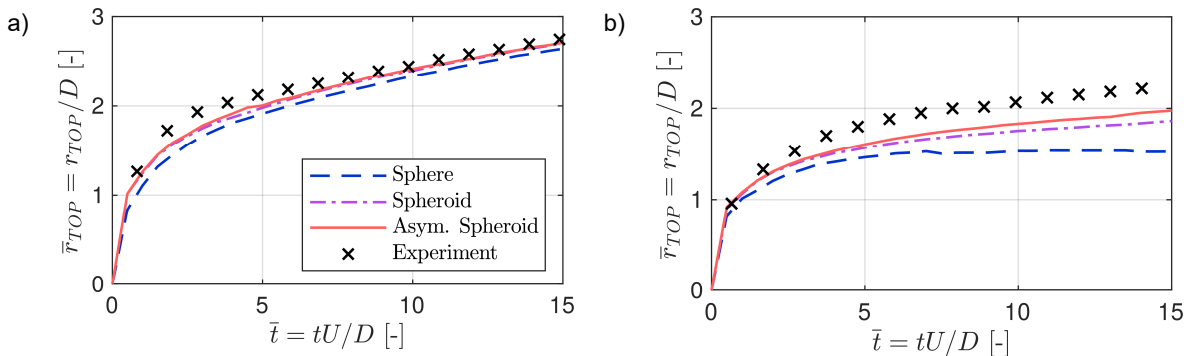 a)
3
2
1
0
r̄_TOP = r_TOP/D [-]
0 5 10 15
t̄ = tU/D [-]
Sphere
Spheroid
Asym. Spheroid
Experiment
b)
3
2
1
0
r̄_TOP = r_TOP/D [-]
0 5 10 15
t̄ = tU/D [-]